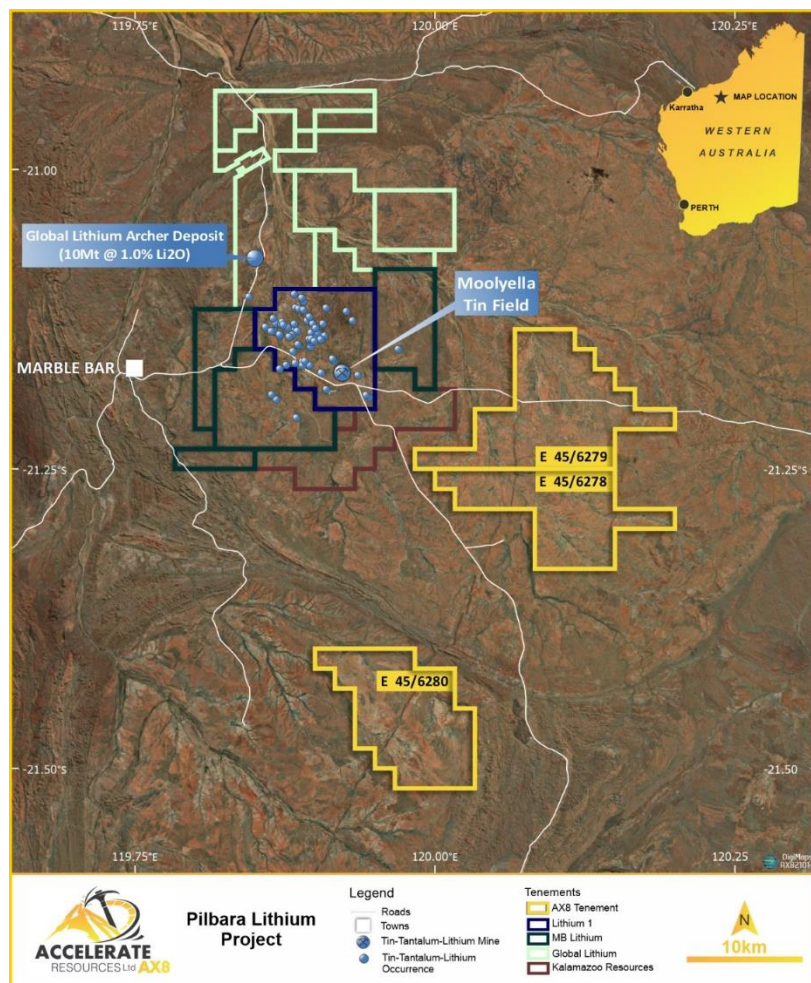 119.75°E
120.00°E
120.25°E
Karratha
MAP LOCATION
WESTERN
AUSTRALIA
PERTH
-21.00
Global Lithium Archer Deposit
(10Mt @ 1.0% Li2O)
Moolyella
Tin Field
MARBLE BAR
E 45/6279
-21.25°S
-21.25°S
E 45/6278
E 45/6280
-21.50°S
-21.50
119.75°E
120.00°E
120.25°E
DigiMaps
ACCELERATE
RESOURCES Ltd AX8
Pilbara Lithium
Project
Legend
Roads
Towns
Tin-Tantalum-Lithium Mine
Tin-Tantalum-Lithium
Occurrence
Tenements
AX8 Tenement
Lithium 1
MB Lithium
Global Lithium
Kalamazoo Resources
N
10km